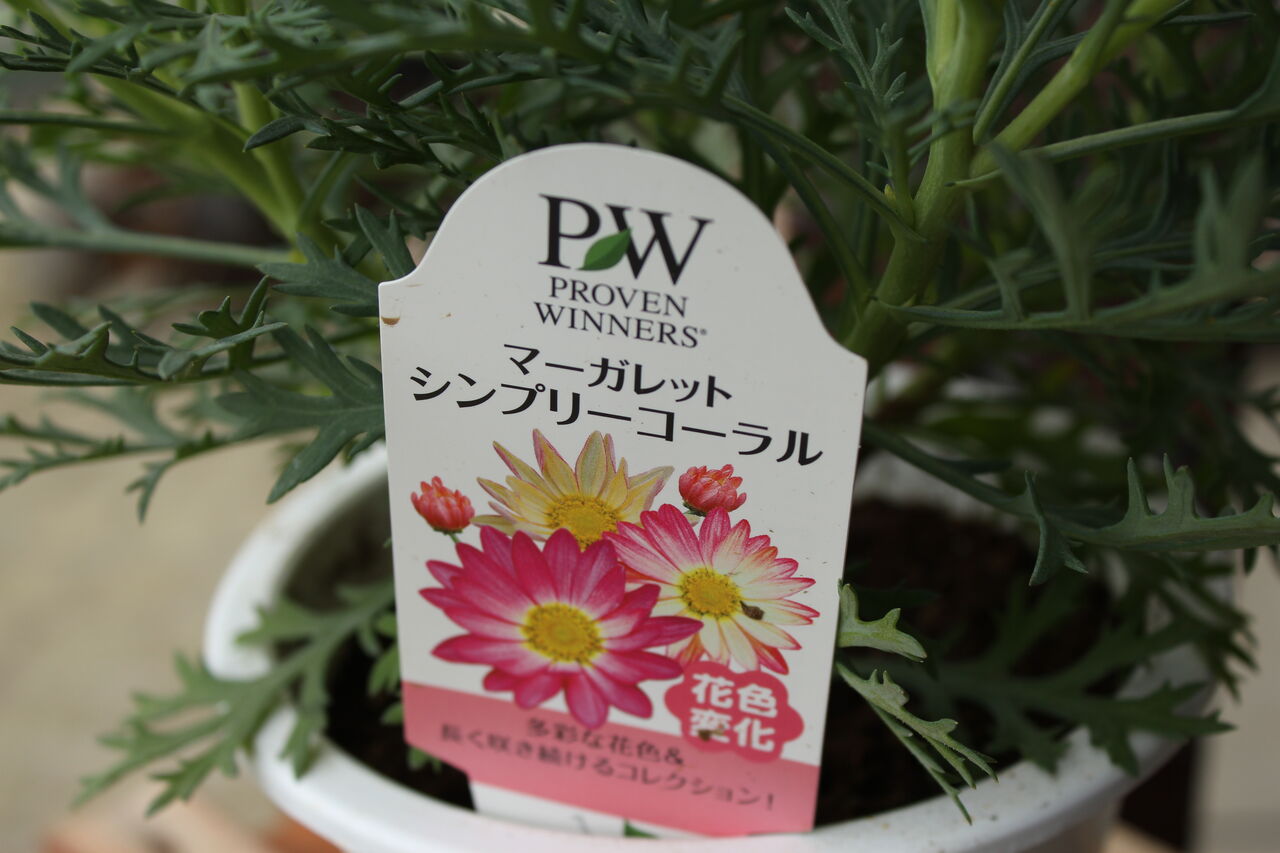 PW
PROVEN
WINNERS®
マーガレット
シンプリーコーラル
花色
変化
多彩な花色&
長く咲き続けるコレクション!